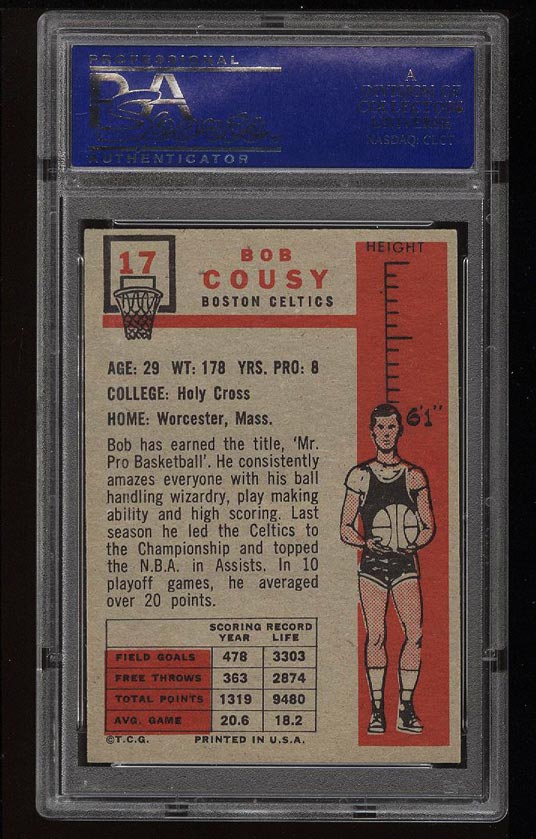 PROFESSIONAL
PSA
Sports
AUTHENTICATOR
A
DIVISION OF
COLLECTORS
UNIVERSE
NASDAQ: CLCT
17
BOB
COUSY
BOSTON CELTICS
HEIGHT
6'1"
AGE: 29 WT: 178 YRS. PRO: 8
COLLEGE: Holy Cross
HOME: Worcester, Mass.
Bob has earned the title, 'Mr.
Pro Basketball'. He consistently
amazes everyone with his ball
handling wizardry, play making
ability and high scoring. Last
season he led the Celtics to
the Championship and topped
the N.B.A. in Assists. In 10
playoff games, he averaged
over 20 points.
SCORING RECORD
YEAR LIFE
FIELD GOALS 478 3303
FREE THROWS 363 2874
TOTAL POINTS 1319 9480
AVG. GAME 20.6 18.2
©T.C.G. PRINTED IN U.S.A.